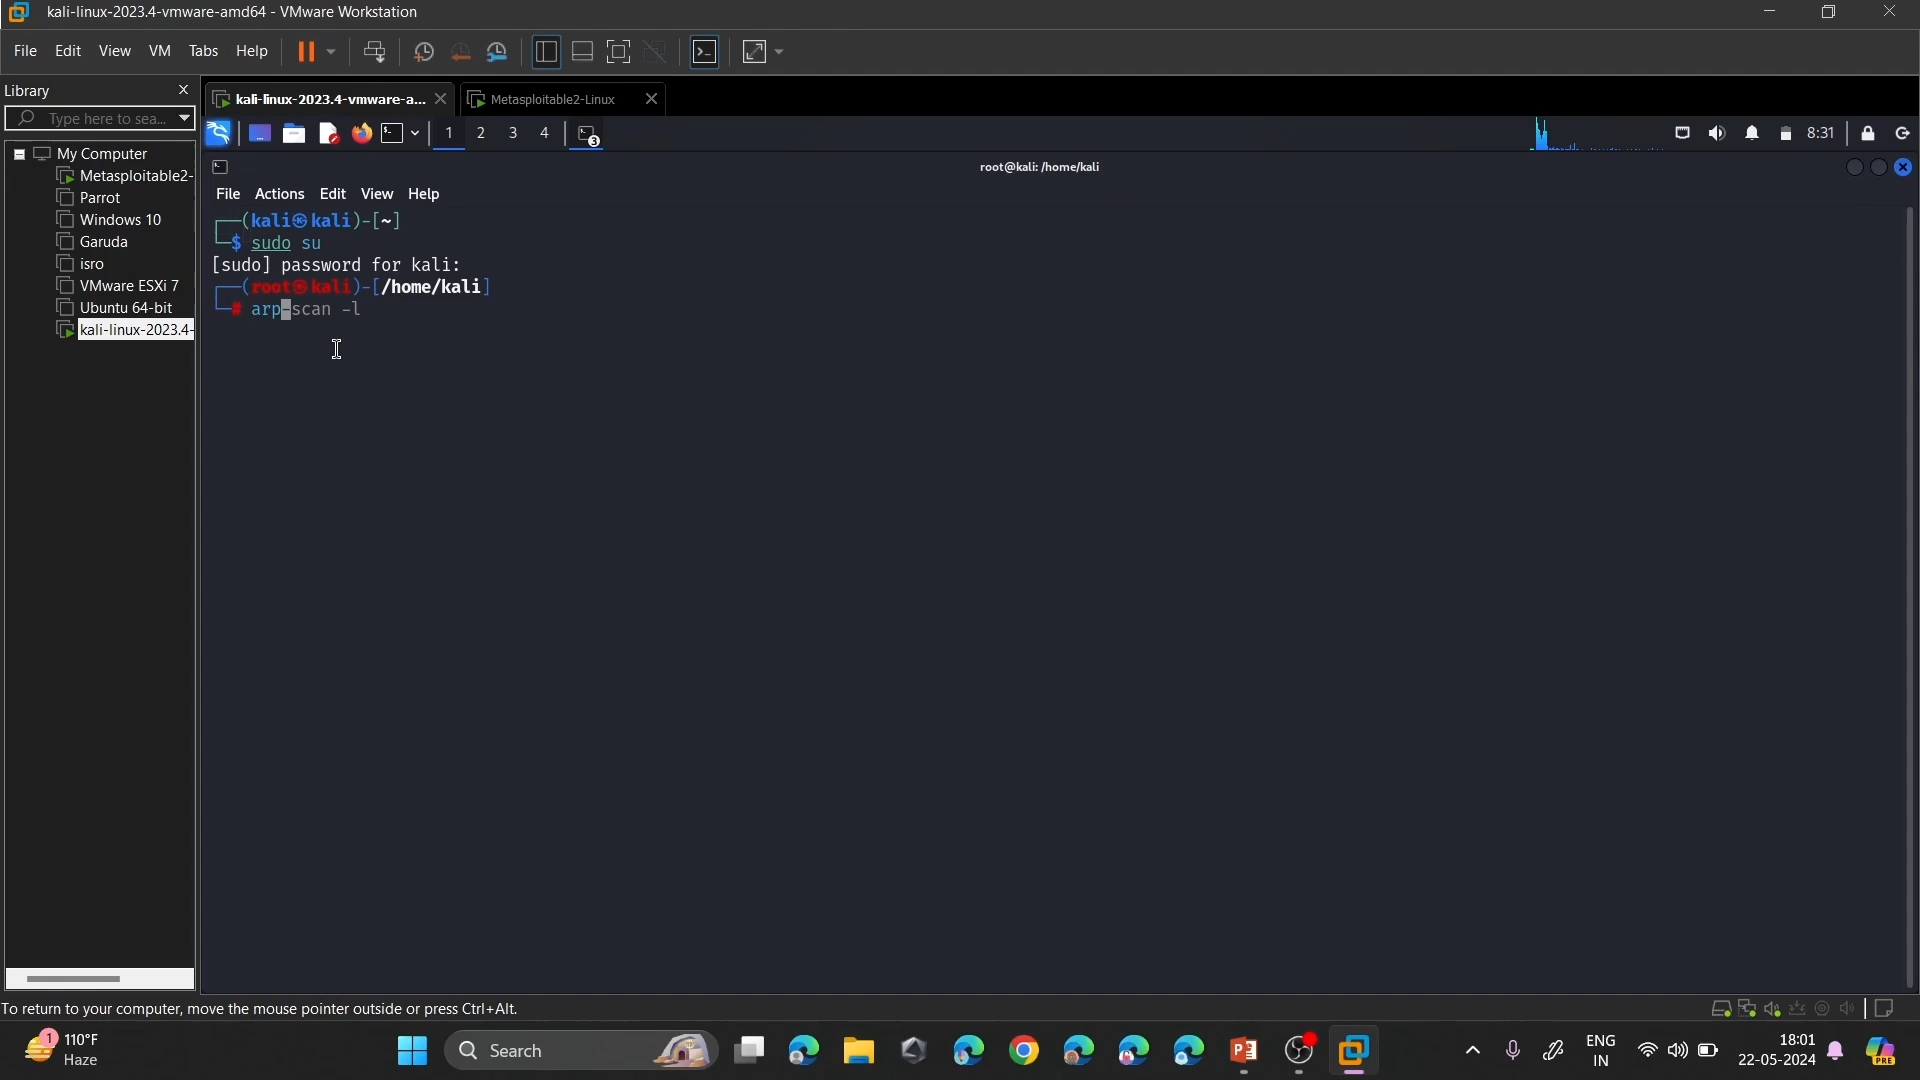 kali-linux-2023.4-vmware-amd64 - VMware Workstation
File Edit View VM Tabs Help
Library
Type here to sea...
My Computer
Metasploitable2-
Parrot
Windows 10
Garuda
isro
VMware ESXi 7
Ubuntu 64-bit
kali-linux-2023.4-
kali-linux-2023.4-vmware-a... Metasploitable2-Linux
1 2 3 4 3 8:31
root@kali: /home/kali
File Actions Edit View Help
┌──(kali㉿kali)-[~]
└─$ sudo su
[sudo] password for kali:
┌──(root㉿kali)-[/home/kali]
└─# arp-scan -l
To return to your computer, move the mouse pointer outside or press Ctrl+Alt.
1 110°F
Haze
Search
ENG
IN
18:01
22-05-2024
PRE